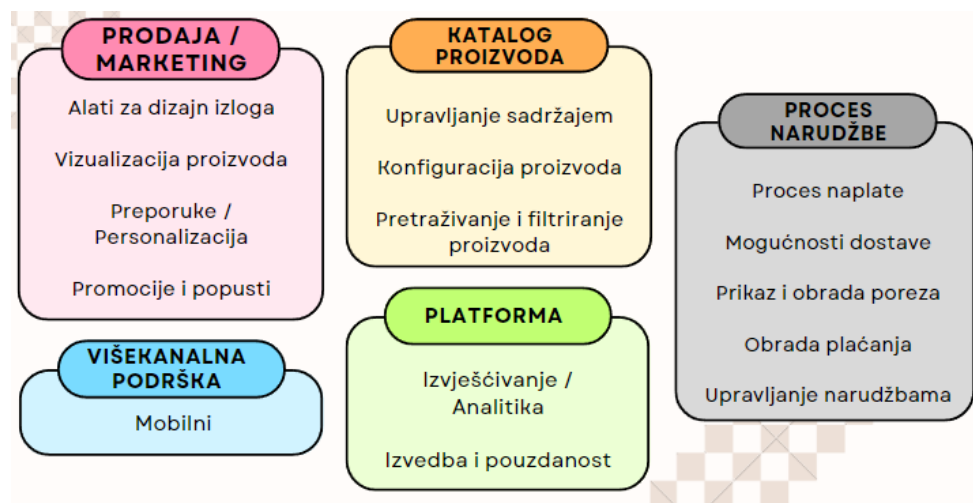 PRODAJA /
MARKETING
Alati za dizajn izloga
Vizualizacija proizvoda
Preporuke /
Personalizacija
Promocije i popusti
VIŠEKANALNA
PODRŠKA
Mobilni
KATALOG
PROIZVODA
Upravljanje sadržajem
Konfiguracija proizvoda
Pretraživanje i filtriranje
proizvoda
PLATFORMA
Izvješćivanje /
Analitika
Izvedba i pouzdanost
PROCES
NARUDŽBE
Proces naplate
Mogućnosti dostave
Prikaz i obrada poreza
Obrada plaćanja
Upravljanje narudžbama